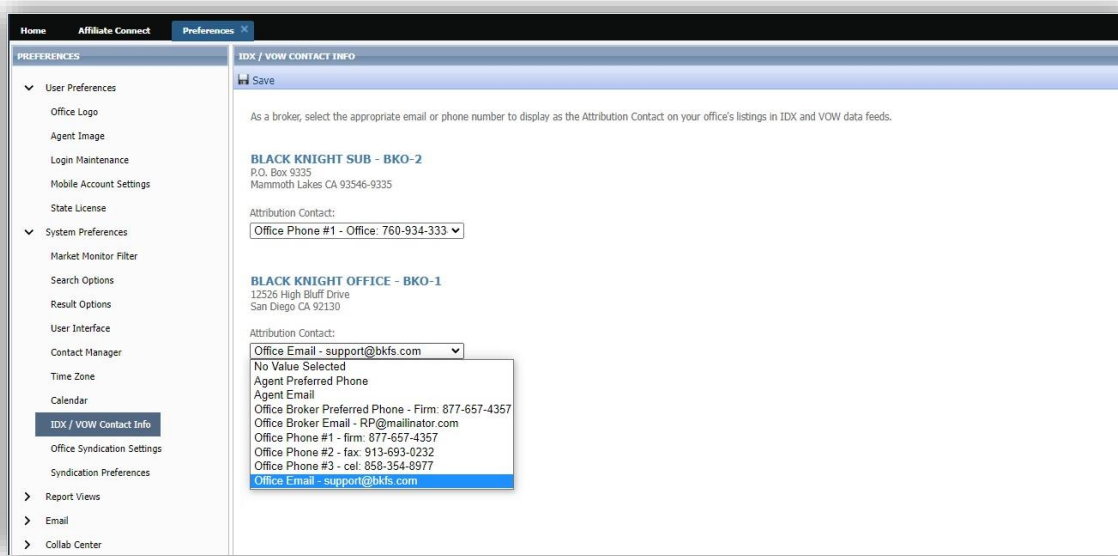 Home Affiliate Connect Preferences X
PREFERENCES
User Preferences
Office Logo
Agent Image
Login Maintenance
Mobile Account Settings
State License
System Preferences
Market Monitor Filter
Search Options
Result Options
User Interface
Contact Manager
Time Zone
Calendar
IDX / VOW Contact Info
Office Syndication Settings
Syndication Preferences
Report Views
Email
Collab Center
IDX / VOW CONTACT INFO
Save
As a broker, select the appropriate email or phone number to display as the Attribution Contact on your office's listings in IDX and VOW data feeds.
BLACK KNIGHT SUB - BKO-2
P.O. Box 9335
Mammoth Lakes CA 93546-9335
Attribution Contact:
Office Phone #1 - Office: 760-934-333
BLACK KNIGHT OFFICE - BKO-1
12526 High Bluff Drive
San Diego CA 92130
Attribution Contact:
Office Email - support@bkfs.com
No Value Selected
Agent Preferred Phone
Agent Email
Office Broker Preferred Phone - Firm: 877-657-4357
Office Broker Email - RP@mailinator.com
Office Phone #1 - firm: 877-657-4357
Office Phone #2 - fax: 913-693-0232
Office Phone #3 - cel: 858-354-8977
Office Email - support@bkfs.com